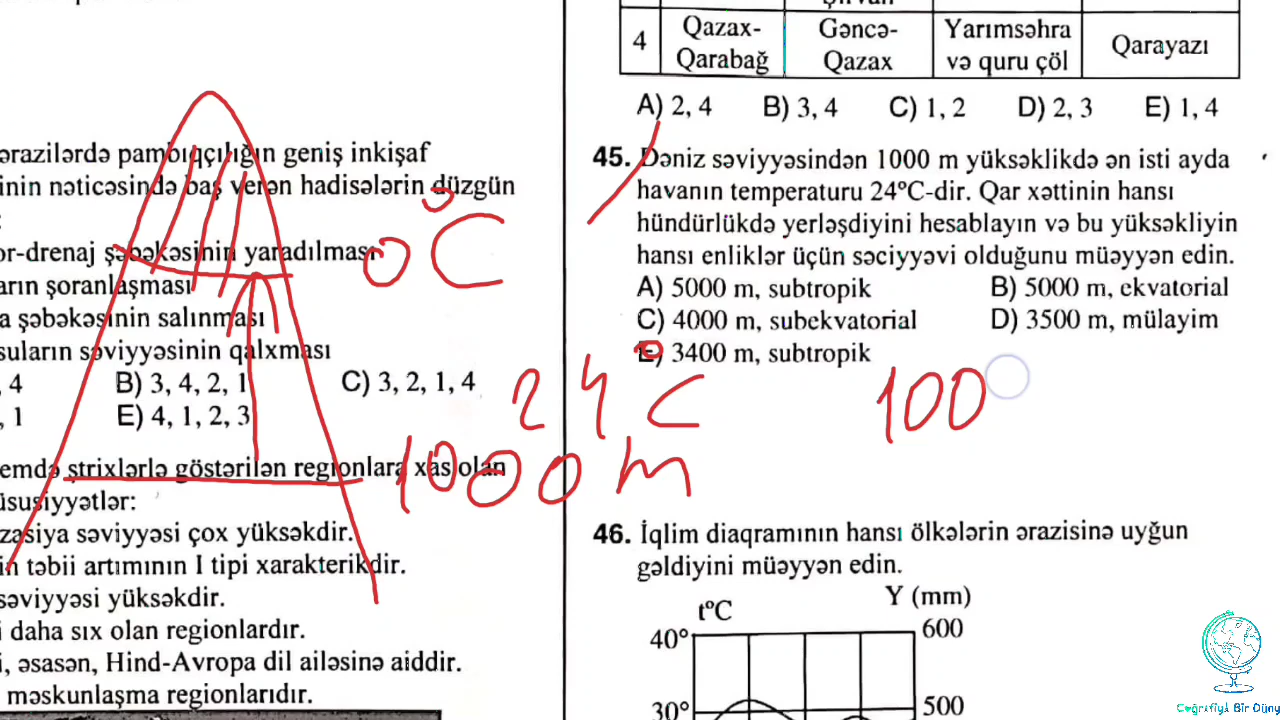 ərazilərdə pambıqçılığın geniş inkişaf
inin nəticəsində baş verən hadisələrin düzgün
:
or-drenaj şəbəkəsinin yaradılması
arın şoranlaşması
a şəbəkəsinin salınması
suların səviyyəsinin qalxması
, 4 B) 3, 4, 2, 1 C) 3, 2, 1, 4
, 1 E) 4, 1, 2, 3
emdə ştrixlərlə göstərilən regionlara xas olan
üsusiyyətlər:
zasiya səviyyəsi çox yüksəkdir.
in təbii artımının I tipi xarakterikdir.
səviyyəsi yüksəkdir.
i daha sıx olan regionlardır.
i, əsasən, Hind-Avropa dil ailəsinə aiddir.
məskunlaşma regionlarıdır.
0°C
24°C
1000 m
4 Qazax-Qarabağ Gəncə-Qazax Yarımsəhra və quru çöl Qarayazı
A) 2, 4 B) 3, 4 C) 1, 2 D) 2, 3 E) 1, 4
45. Dəniz səviyyəsindən 1000 m yüksəklikdə ən isti ayda
havanın temperaturu 24ºC-dir. Qar xəttinin hansı
hündürlükdə yerləşdiyini hesablayın və bu yüksəkliyin
hansı enliklər üçün səciyyəvi olduğunu müəyyən edin.
A) 5000 m, subtropik B) 5000 m, ekvatorial
C) 4000 m, subekvatorial D) 3500 m, mülayim
E) 3400 m, subtropik
100
46. İqlim diaqramının hansı ölkələrin ərazisinə uyğun
gəldiyini müəyyən edin.
tºC Y (mm)
40° 600
30° 500
Coğrafiya Bir Dünya